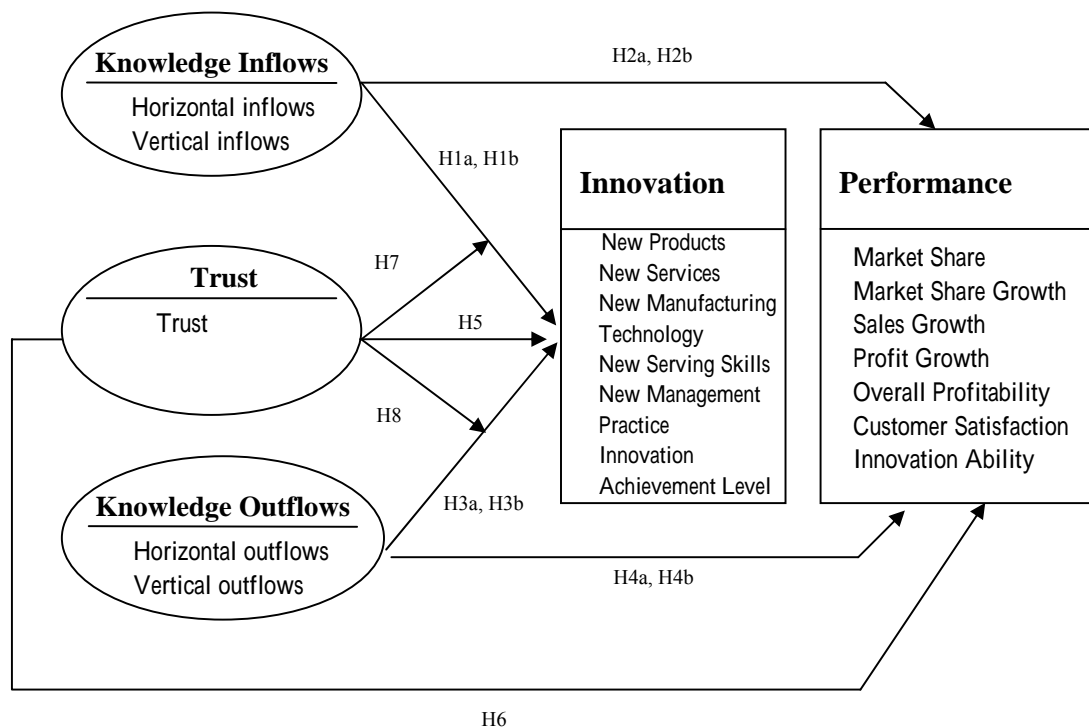 Knowledge Inflows
Horizontal inflows
Vertical inflows
H2a, H2b
H1a, H1b
Innovation
New Products
New Services
New Manufacturing
Technology
New Serving Skills
New Management
Practice
Innovation
Achievement Level
Performance
Market Share
Market Share Growth
Sales Growth
Profit Growth
Overall Profitability
Customer Satisfaction
Innovation Ability
Trust
Trust
H7
H5
H8
Knowledge Outflows
Horizontal outflows
Vertical outflows
H3a, H3b
H4a, H4b
H6